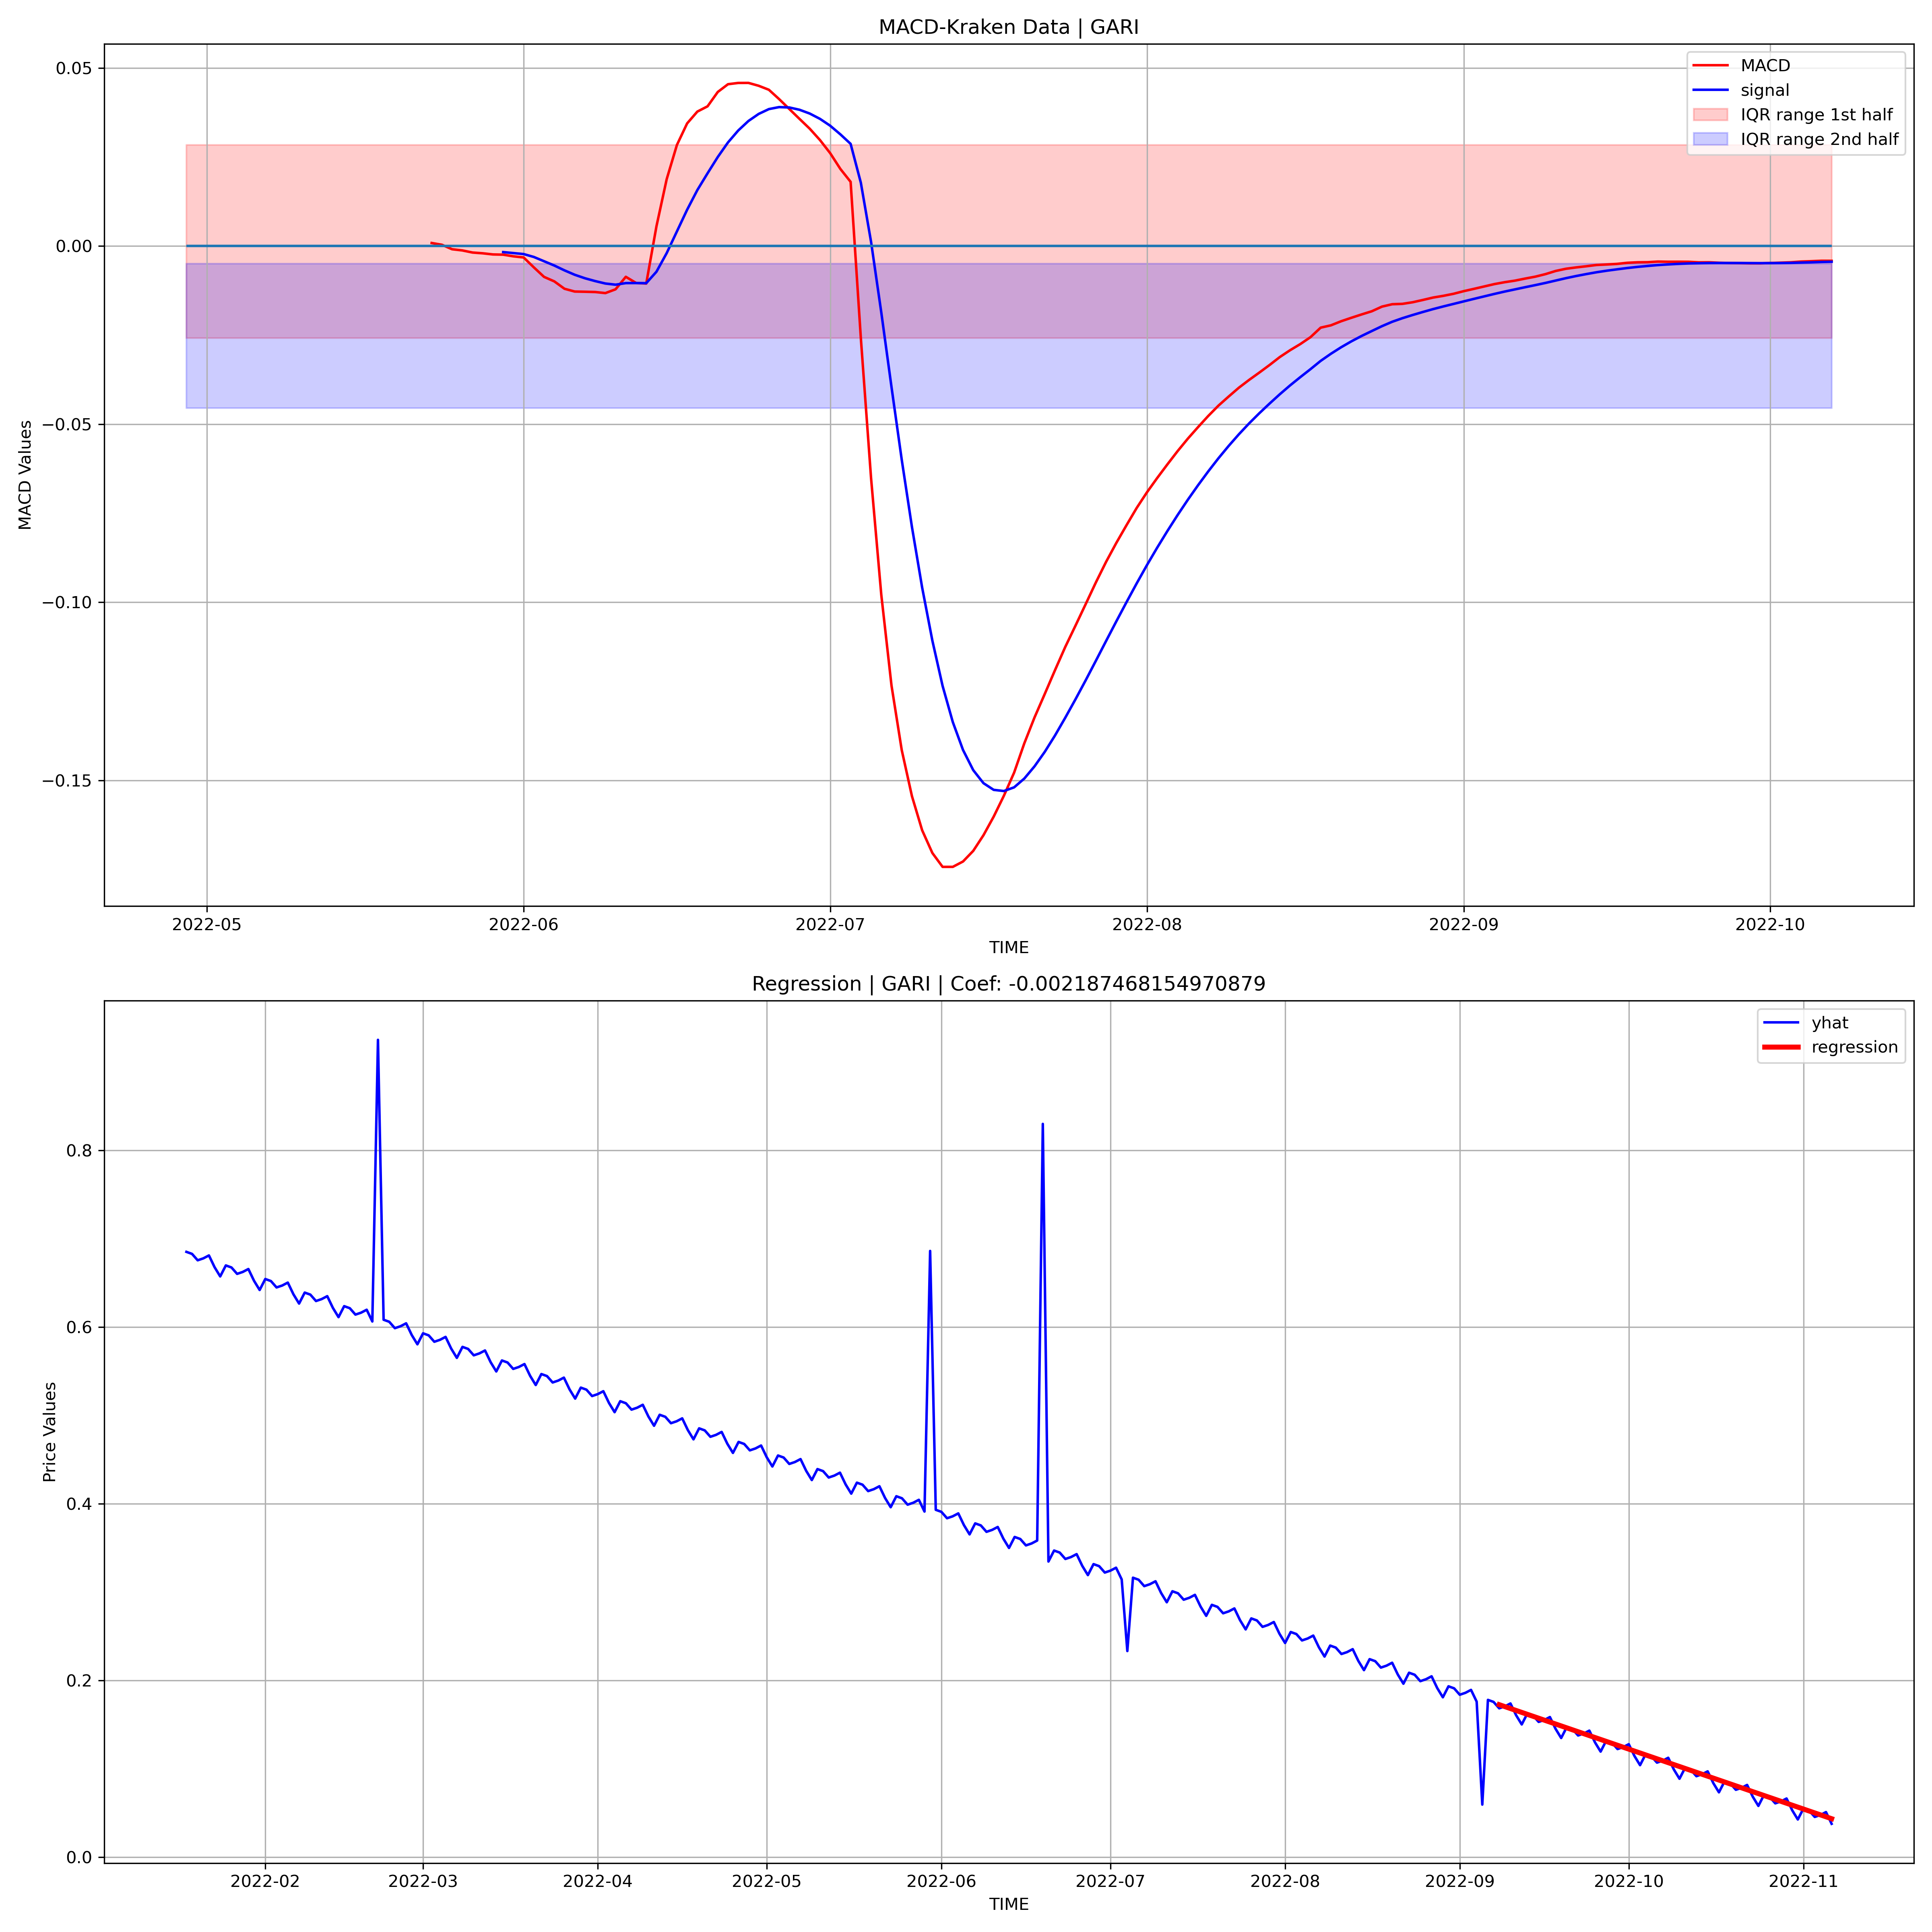 MACD-Kraken Data | GARI
MACD
signal
IQR range 1st half
IQR range 2nd half
0.05
0.00
−0.05
−0.10
−0.15
MACD Values
2022-05 2022-06 2022-07 2022-08 2022-09 2022-10
TIME
Regression | GARI | Coef: -0.002187468154970879
yhat
regression
0.8
0.6
0.4
0.2
0.0
Price Values
2022-02 2022-03 2022-04 2022-05 2022-06 2022-07 2022-08 2022-09 2022-10 2022-11
TIME